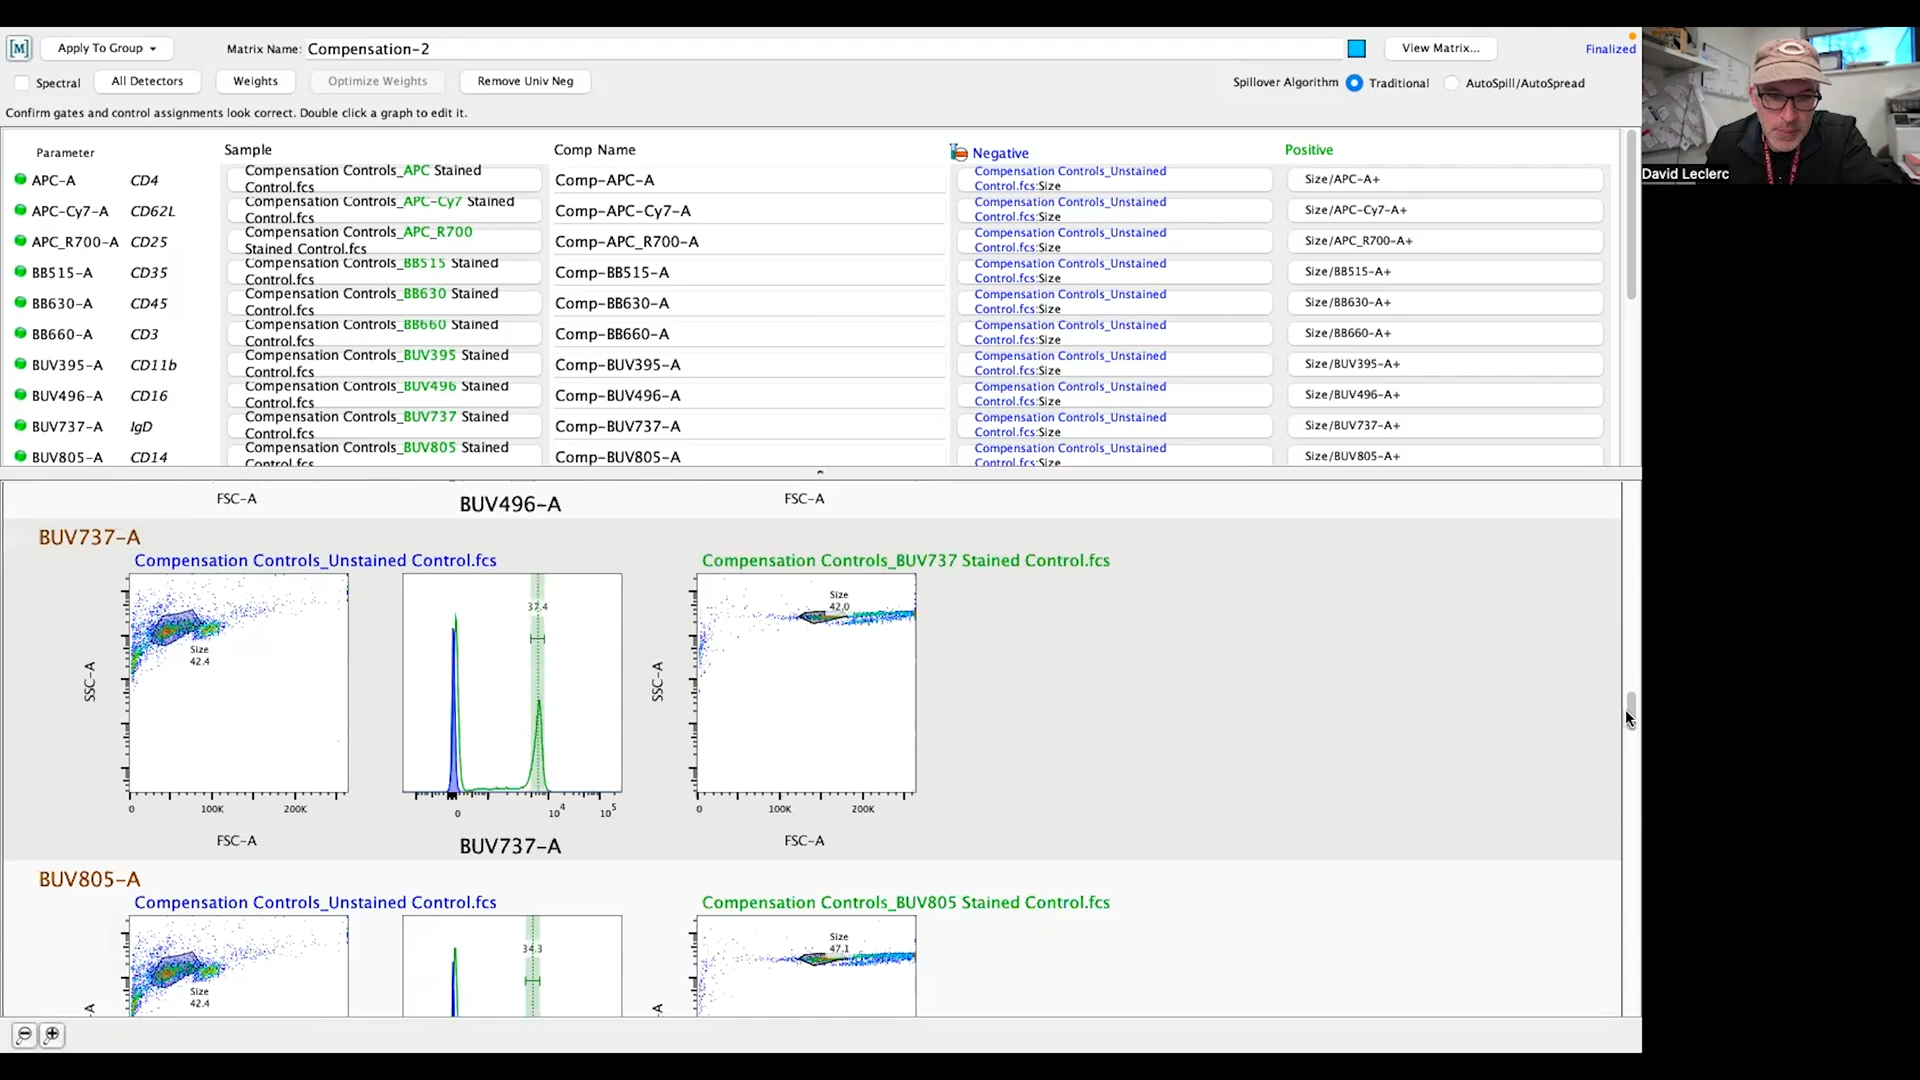 [M] Apply To Group Matrix Name: Compensation-2 View Matrix... Finalized
Spectral All Detectors Weights Optimize Weights Remove Univ Neg Spillover Algorithm Traditional AutoSpill/AutoSpread
Confirm gates and control assignments look correct. Double click a graph to edit it.
Parameter Sample Comp Name Negative Positive
APC-A CD4 Compensation Controls_APC Stained Control.fcs Comp-APC-A Compensation Controls_Unstained Control.fcs:Size Size/APC-A+
APC-Cy7-A CD62L Compensation Controls_APC-Cy7 Stained Control.fcs Comp-APC-Cy7-A Compensation Controls_Unstained Control.fcs:Size Size/APC-Cy7-A+
APC_R700-A CD25 Compensation Controls_APC_R700 Stained Control.fcs Comp-APC_R700-A Compensation Controls_Unstained Control.fcs:Size Size/APC_R700-A+
BB515-A CD35 Compensation Controls_BB515 Stained Control.fcs Comp-BB515-A Compensation Controls_Unstained Control.fcs:Size Size/BB515-A+
BB630-A CD45 Compensation Controls_BB630 Stained Control.fcs Comp-BB630-A Compensation Controls_Unstained Control.fcs:Size Size/BB630-A+
BB660-A CD3 Compensation Controls_BB660 Stained Control.fcs Comp-BB660-A Compensation Controls_Unstained Control.fcs:Size Size/BB660-A+
BUV395-A CD11b Compensation Controls_BUV395 Stained Control.fcs Comp-BUV395-A Compensation Controls_Unstained Control.fcs:Size Size/BUV395-A+
BUV496-A CD16 Compensation Controls_BUV496 Stained Control.fcs Comp-BUV496-A Compensation Controls_Unstained Control.fcs:Size Size/BUV496-A+
BUV737-A IgD Compensation Controls_BUV737 Stained Control.fcs Comp-BUV737-A Compensation Controls_Unstained Control.fcs:Size Size/BUV737-A+
BUV805-A CD14 Compensation Controls_BUV805 Stained Control.fcs Comp-BUV805-A Compensation Controls_Unstained Control.fcs:Size Size/BUV805-A+
FSC-A BUV496-A FSC-A
BUV737-A
Compensation Controls_Unstained Control.fcs Compensation Controls_BUV737 Stained Control.fcs
Size
37.4 42.0
Size
42.4
SSC-A SSC-A
0 100K 200K 0 10^4 10^5 0 100K 200K
FSC-A BUV737-A FSC-A
BUV805-A
Compensation Controls_Unstained Control.fcs Compensation Controls_BUV805 Stained Control.fcs
Size
34.3 47.1
Size
42.4
David Leclerc